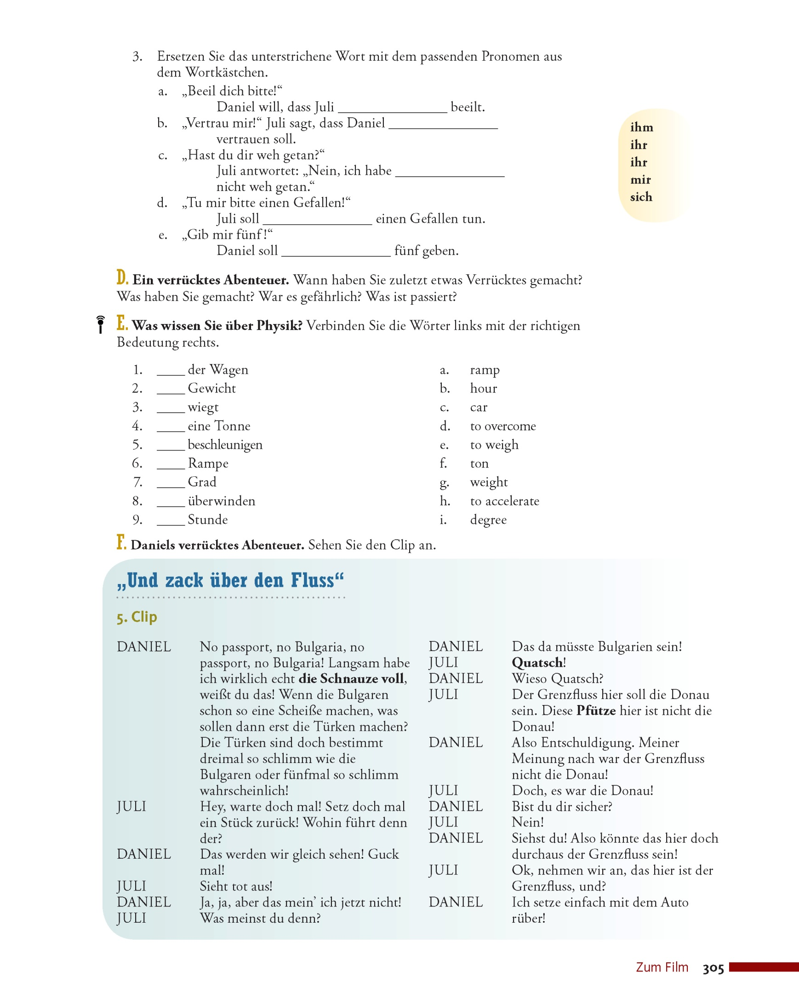 3. Ersetzen Sie das unterstrichene Wort mit dem passenden Pronomen aus
dem Wortkästchen.
a. „Beeil dich bitte!“
Daniel will, dass Juli _______________ beeilt.
b. „Vertrau mir!“ Juli sagt, dass Daniel _______________
vertrauen soll.
c. „Hast du dir weh getan?“
Juli antwortet: „Nein, ich habe _______________
nicht weh getan.“
d. „Tu mir bitte einen Gefallen!“
Juli soll _______________ einen Gefallen tun.
e. „Gib mir fünf!“
Daniel soll _______________ fünf geben.
ihm
ihr
ihr
mir
sich
D. Ein verrücktes Abenteuer. Wann haben Sie zuletzt etwas Verrücktes gemacht?
Was haben Sie gemacht? War es gefährlich? Was ist passiert?
E. Was wissen Sie über Physik? Verbinden Sie die Wörter links mit der richtigen
Bedeutung rechts.
1. ____ der Wagen
2. ____ Gewicht
3. ____ wiegt
4. ____ eine Tonne
5. ____ beschleunigen
6. ____ Rampe
7. ____ Grad
8. ____ überwinden
9. ____ Stunde
a. ramp
b. hour
c. car
d. to overcome
e. to weigh
f. ton
g. weight
h. to accelerate
i. degree
F. Daniels verrücktes Abenteuer. Sehen Sie den Clip an.
„Und zack über den Fluss“
5. Clip
DANIEL No passport, no Bulgaria, no
passport, no Bulgaria! Langsam habe
ich wirklich echt die Schnauze voll,
weißt du das! Wenn die Bulgaren
schon so eine Scheiße machen, was
sollen dann erst die Türken machen?
Die Türken sind doch bestimmt
dreimal so schlimm wie die
Bulgaren oder fünfmal so schlimm
wahrscheinlich!
JULI Hey, warte doch mal! Setz doch mal
ein Stück zurück! Wohin führt denn
der?
DANIEL Das werden wir gleich sehen! Guck
mal!
JULI Sieht tot aus!
DANIEL Ja, ja, aber das mein’ ich jetzt nicht!
JULI Was meinst du denn?
DANIEL Das da müsste Bulgarien sein!
JULI Quatsch!
DANIEL Wieso Quatsch?
JULI Der Grenzfluss hier soll die Donau
sein. Diese Pfütze hier ist nicht die
Donau!
DANIEL Also Entschuldigung. Meiner
Meinung nach war der Grenzfluss
nicht die Donau!
JULI Doch, es war die Donau!
DANIEL Bist du dir sicher?
JULI Nein!
DANIEL Siehst du! Also könnte das hier doch
durchaus der Grenzfluss sein!
JULI Ok, nehmen wir an, das hier ist der
Grenzfluss, und?
DANIEL Ich setze einfach mit dem Auto
rüber!
Zum Film 305